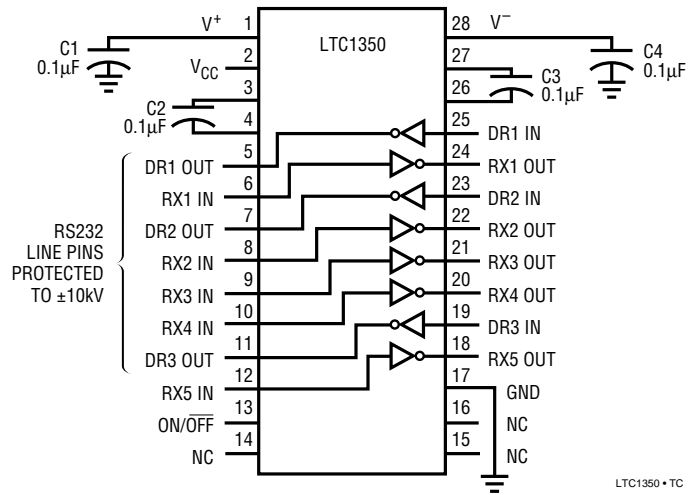 V+ 1
LTC1350
28 V−
C1
0.1µF
VCC 2
27
C4
0.1µF
3
26
C3
0.1µF
C2
0.1µF
4
25 DR1 IN
DR1 OUT 5
24 RX1 OUT
RX1 IN 6
23 DR2 IN
DR2 OUT 7
22 RX2 OUT
RX2 IN 8
21 RX3 OUT
RX3 IN 9
20 RX4 OUT
RX4 IN 10
19 DR3 IN
DR3 OUT 11
18 RX5 OUT
RX5 IN 12
17 GND
ON/O̅F̅F̅ 13
16 NC
NC 14
15 NC
RS232
LINE PINS
PROTECTED
TO ±10kV
LTC1350 • TC